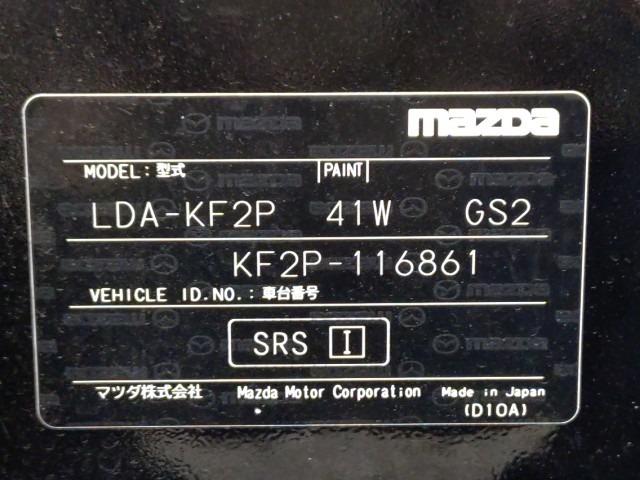 mazda
MODEL:型式 PAINT
LDA-KF2P 41W GS2
KF2P-116861
VEHICLE ID.NO.:車台番号
SRS I
マツダ株式会社 Mazda Motor Corporation Made in Japan
(D10A)